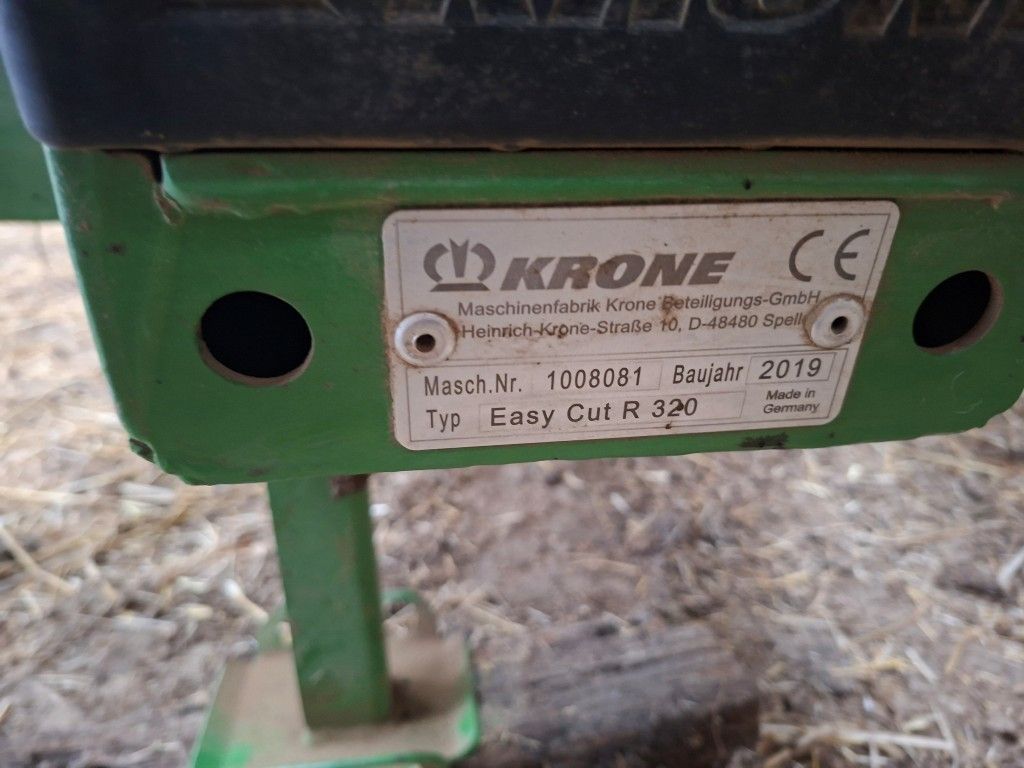 KRONE
CE
Maschinenfabrik Krone Beteiligungs-GmbH
Heinrich-Krone-Straße 10, D-48480 Spelle
Masch.Nr. 1008081 Baujahr 2019
Typ Easy Cut R 320
Made in
Germany